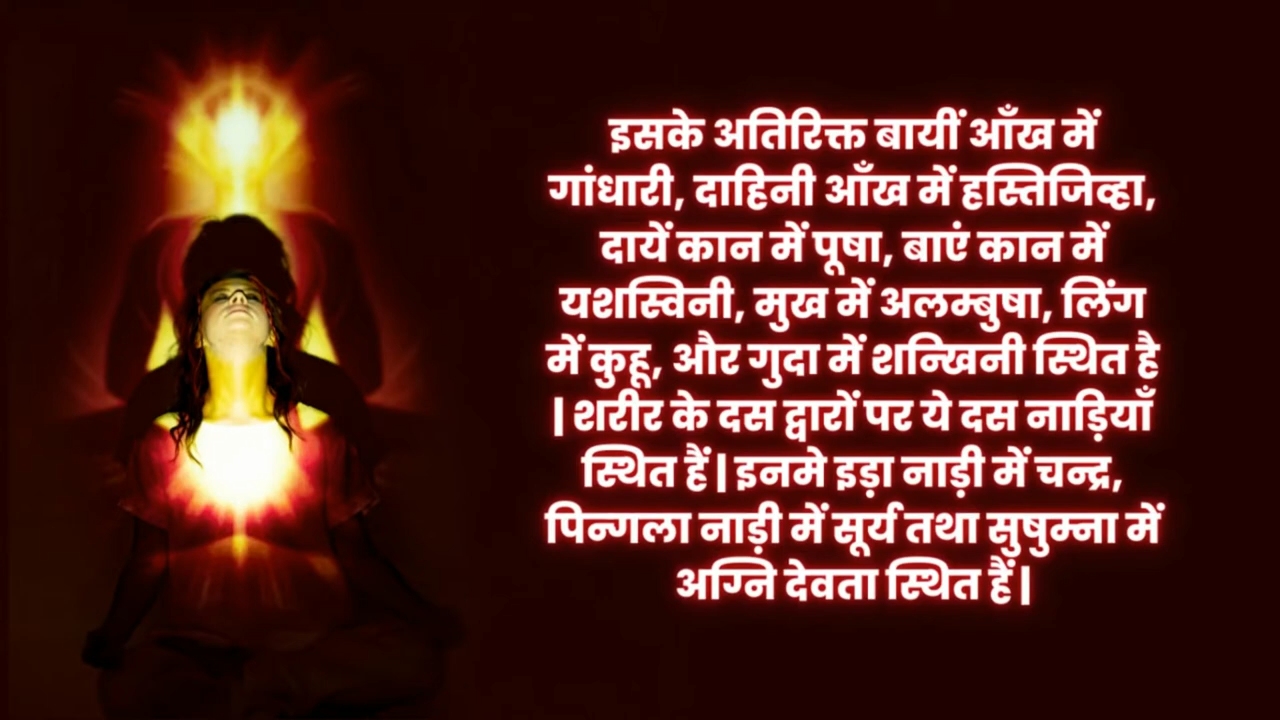 इसके अतिरिक्त बायीं आँख में
गांधारी, दाहिनी आँख में हस्तिजिव्हा,
दायें कान में पूषा, बाएं कान में
यशस्विनी, मुख में अलम्बुषा, लिंग
में कुहू, और गुदा में शन्खिनी स्थित है
| शरीर के दस द्वारों पर ये दस नाड़ियाँ
स्थित हैं | इनमे इड़ा नाड़ी में चन्द्र,
पिन्गला नाड़ी में सूर्य तथा सुषुम्ना में
अग्नि देवता स्थित हैं |